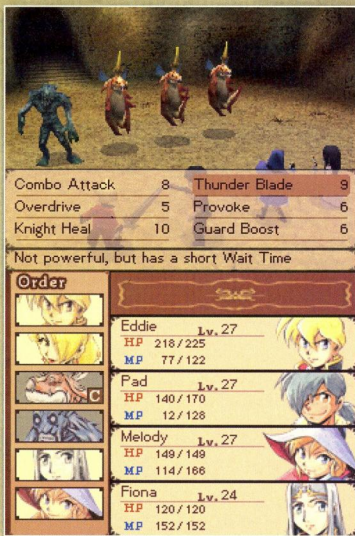 Combo Attack 8 Thunder Blade 9
Overdrive 5 Provoke 6
Knight Heal 10 Guard Boost 6
Not powerful, but has a short Wait Time
Order
C
Eddie Lv. 27
HP 218/225
MP 77/122
Pad Lv. 27
HP 140/170
MP 12/128
Melody Lv. 27
HP 149/149
MP 114/166
Fiona Lv. 24
HP 120/120
MP 152/152